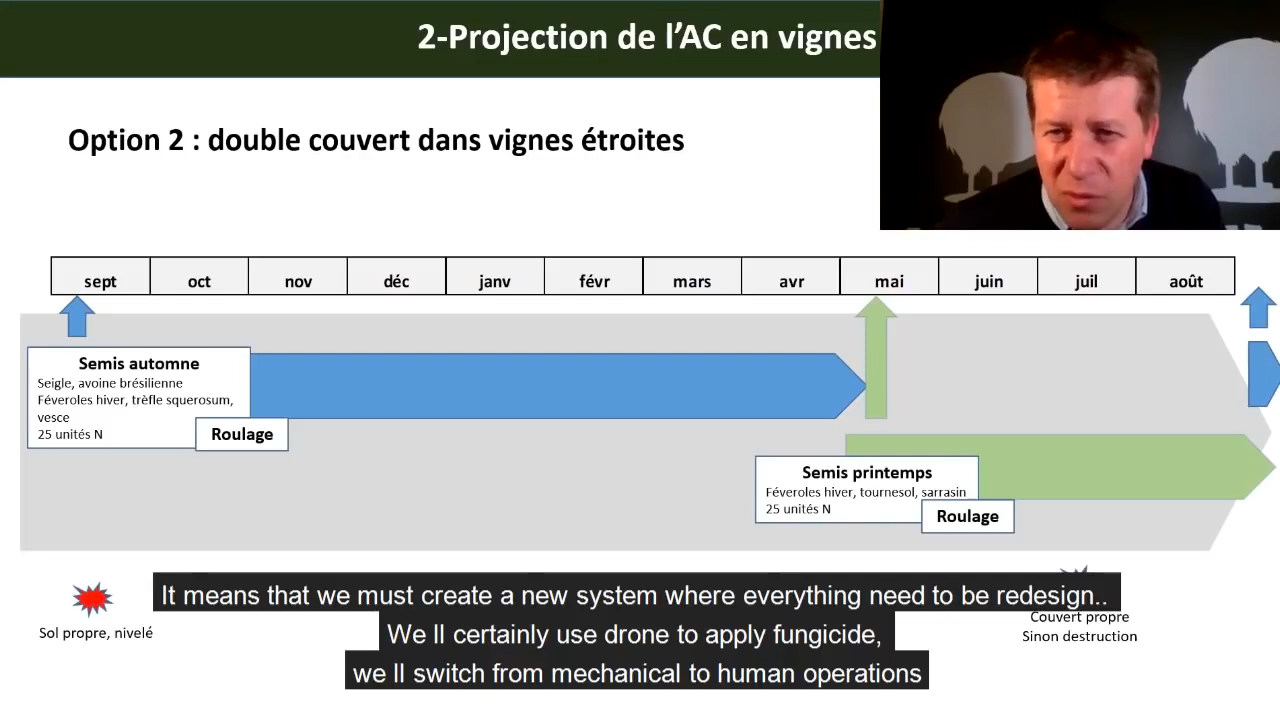 2-Projection de l'AC en vignes
Option 2 : double couvert dans vignes étroites
sept oct nov déc janv févr mars avr mai juin juil août
Semis automne
Seigle, avoine brésilienne
Féveroles hiver, trèfle squerosum,
vesce
25 unités N
Roulage
Semis printemps
Féveroles hiver, tournesol, sarrasin
25 unités N
Roulage
Sol propre, nivelé
Couvert propre
Sinon destruction
It means that we must create a new system where everything need to be redesign..
We ll certainly use drone to apply fungicide,
we ll switch from mechanical to human operations